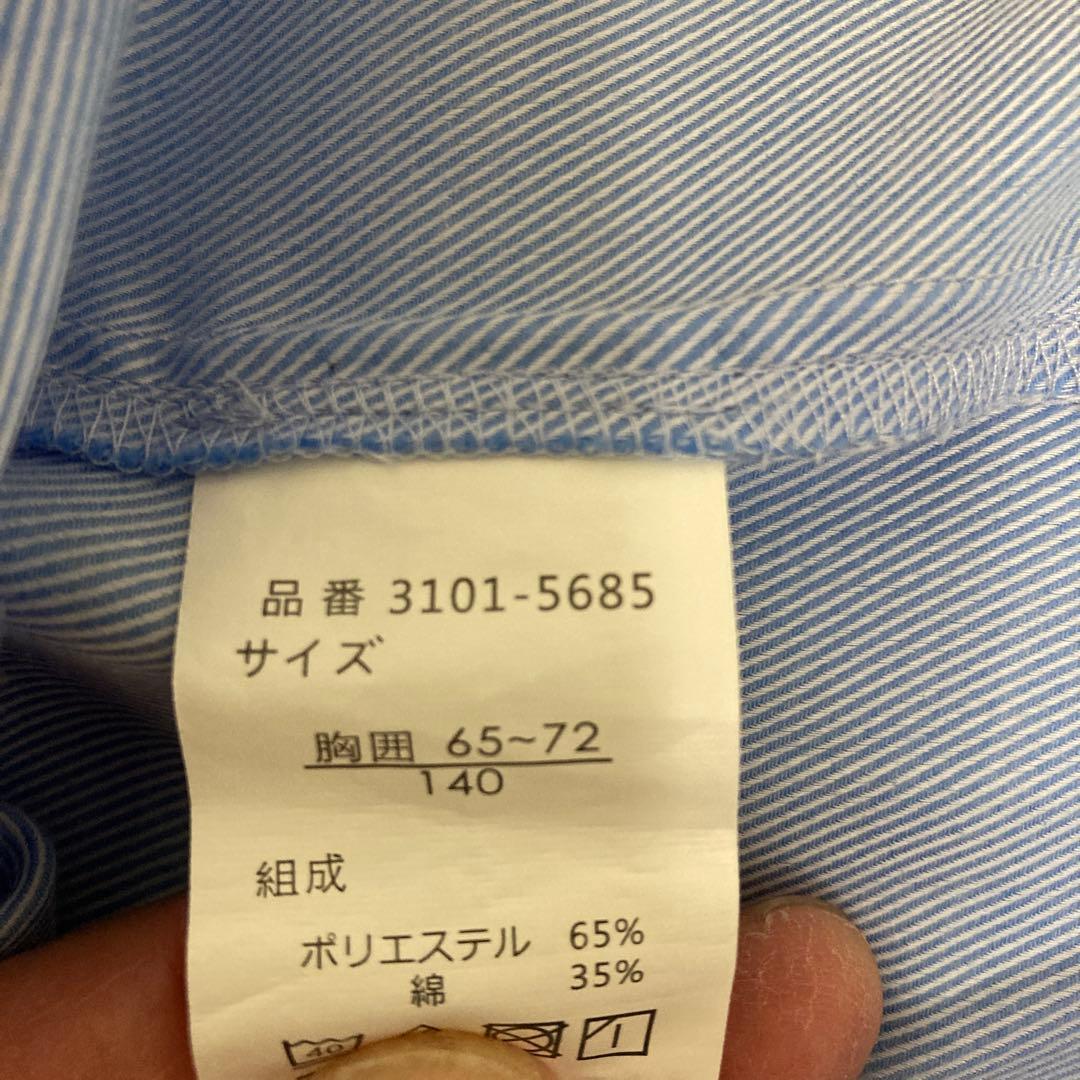 品番 3101-5685
サイズ
胸囲 65~72
140
組成
ポリエステル 65%
綿 35%
40